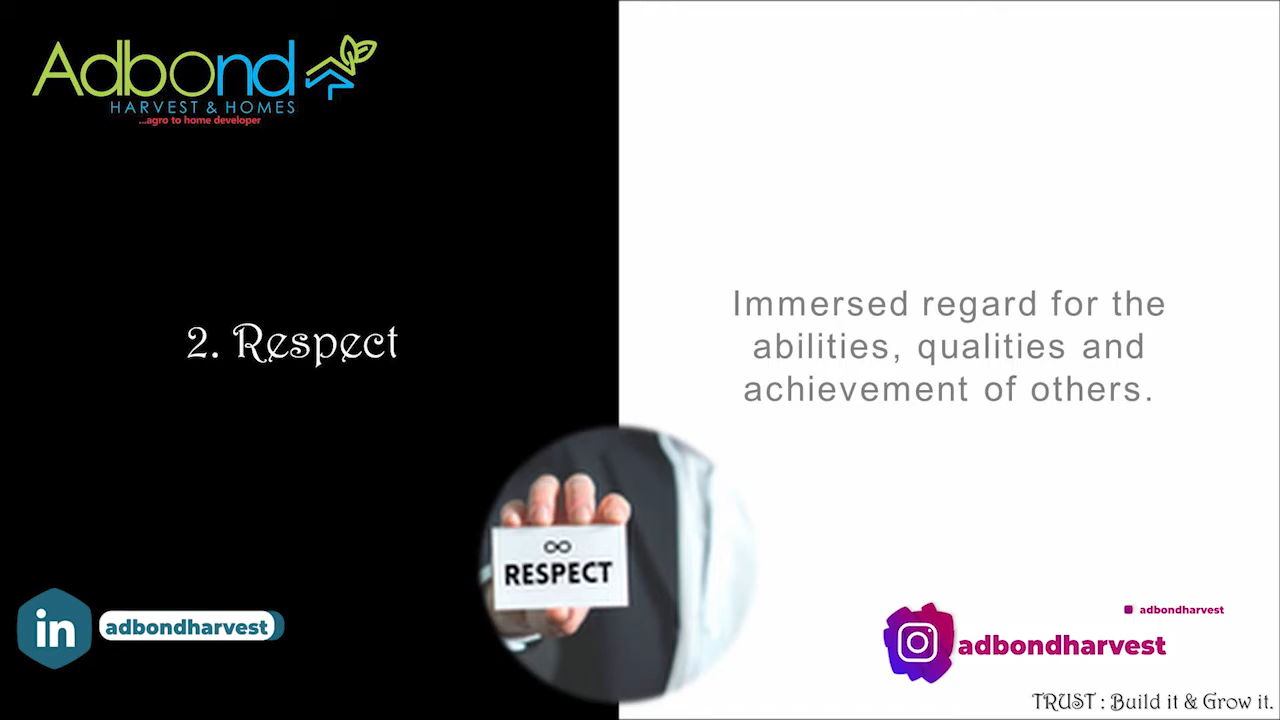 Adbond
HARVEST & HOMES
...agro to home developer
2. Respect
Immersed regard for the
abilities, qualities and
achievement of others.
∞
RESPECT
in
adbondharvest
adbondharvest
adbondharvest
TRUST : Build it & Grow it.